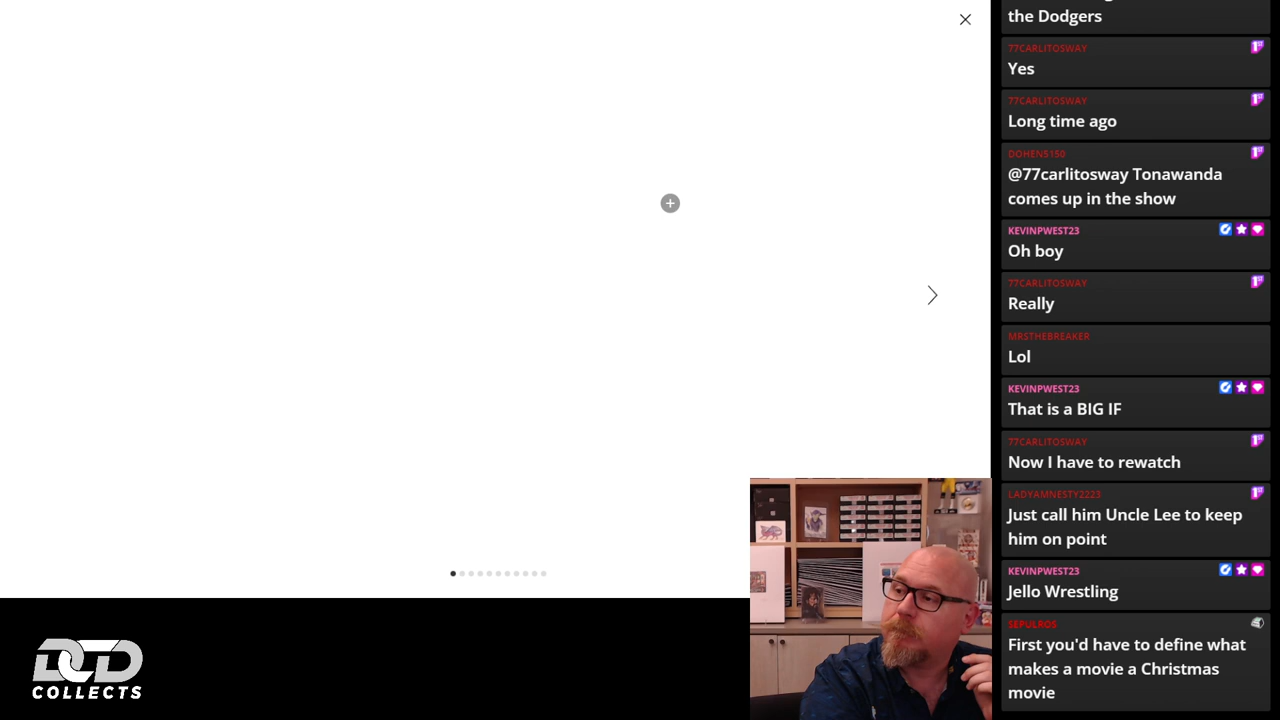 the Dodgers
77CARLITOSWAY
Yes
77CARLITOSWAY
Long time ago
DOHENS150
@77carlitosway Tonawanda
comes up in the show
KEVINPWEST23
Oh boy
77CARLITOSWAY
Really
MRSTHEBREAKER
Lol
KEVINPWEST23
That is a BIG IF
77CARLITOSWAY
Now I have to rewatch
LADYAMNESTY2223
Just call him Uncle Lee to keep
him on point
KEVINPWEST23
Jello Wrestling
SEPULROS
First you'd have to define what
makes a movie a Christmas
movie
DCD
COLLECTS